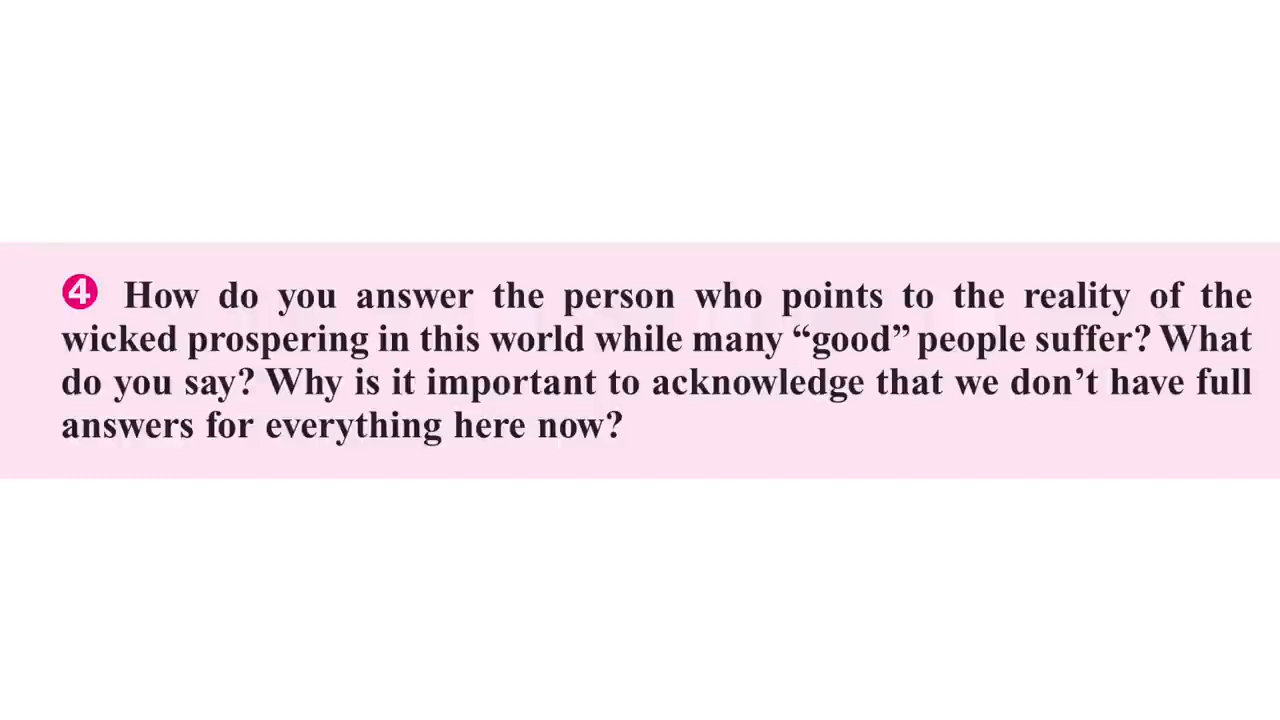 4 How do you answer the person who points to the reality of the
wicked prospering in this world while many “good” people suffer? What
do you say? Why is it important to acknowledge that we don’t have full
answers for everything here now?